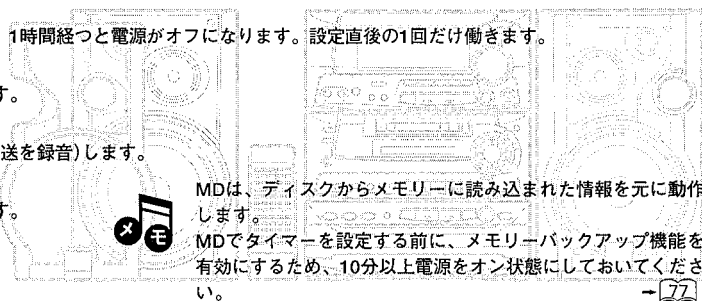 1時間経つと電源がオフになります。設定直後の1回だけ働きます。
す。
送を録音)します。
す。
メモ
MDは、ディスクからメモリーに読み込まれた情報を元に動作
します。
MDでタイマーを設定する前に、メモリーバックアップ機能を
有効にするため、10分以上電源をオン状態にしておいてくださ
い。
→77